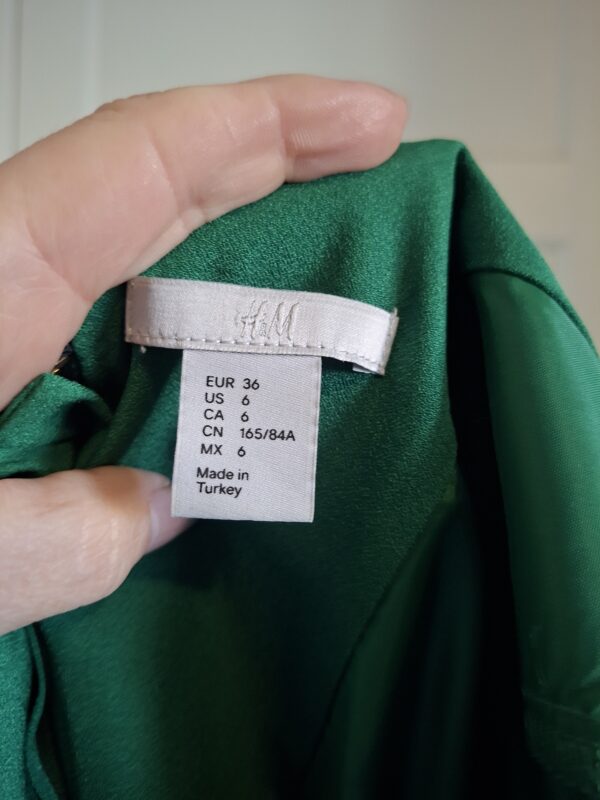 H&M
EUR 36
US 6
CA 6
CN 165/84A
MX 6
Made in
Turkey